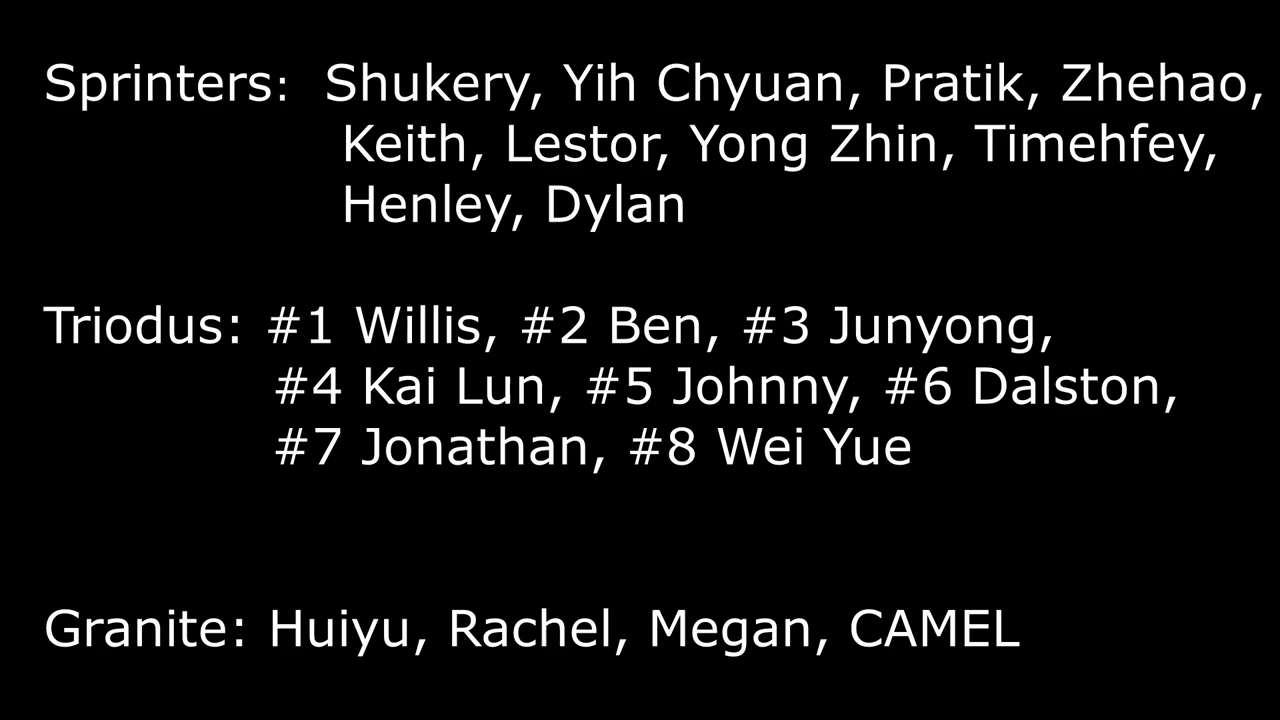 Sprinters: Shukery, Yih Chyuan, Pratik, Zhehao,
Keith, Lestor, Yong Zhin, Timehfey,
Henley, Dylan
Triodus: #1 Willis, #2 Ben, #3 Junyong,
#4 Kai Lun, #5 Johnny, #6 Dalston,
#7 Jonathan, #8 Wei Yue
Granite: Huiyu, Rachel, Megan, CAMEL